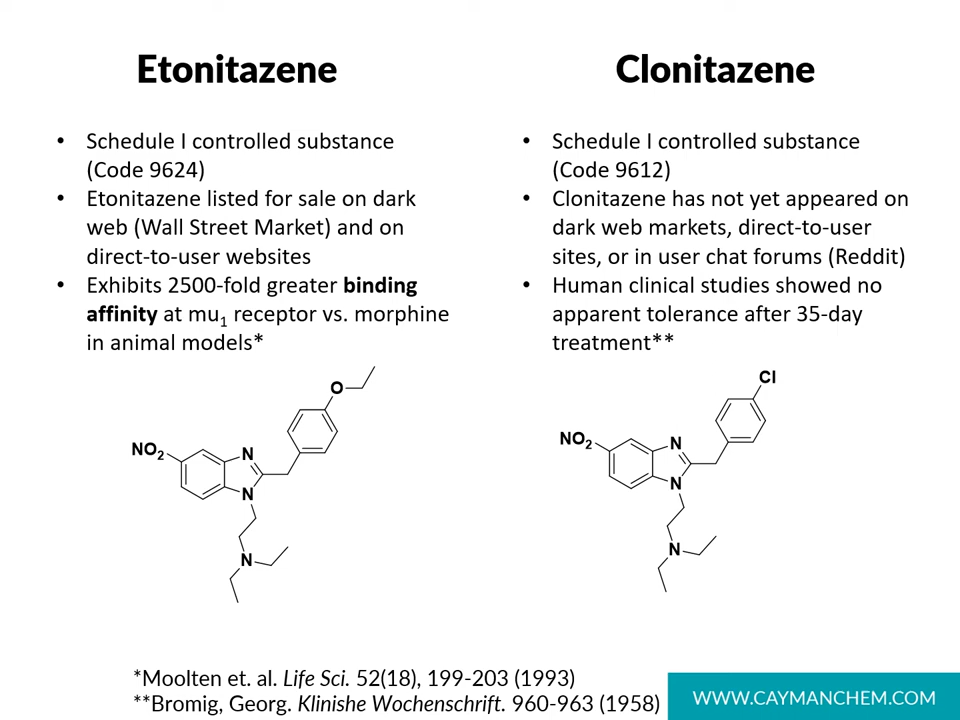 Etonitazene
• Schedule I controlled substance
(Code 9624)
• Etonitazene listed for sale on dark
web (Wall Street Market) and on
direct-to-user websites
• Exhibits 2500-fold greater binding
affinity at mu1 receptor vs. morphine
in animal models*
O
NO2
N
N
N
Clonitazene
• Schedule I controlled substance
(Code 9612)
• Clonitazene has not yet appeared on
dark web markets, direct-to-user
sites, or in user chat forums (Reddit)
• Human clinical studies showed no
apparent tolerance after 35-day
treatment**
Cl
NO2
N
N
N
*Moolten et. al. Life Sci. 52(18), 199-203 (1993)
**Bromig, Georg. Klinishe Wochenschrift. 960-963 (1958)
WWW.CAYMANCHEM.COM